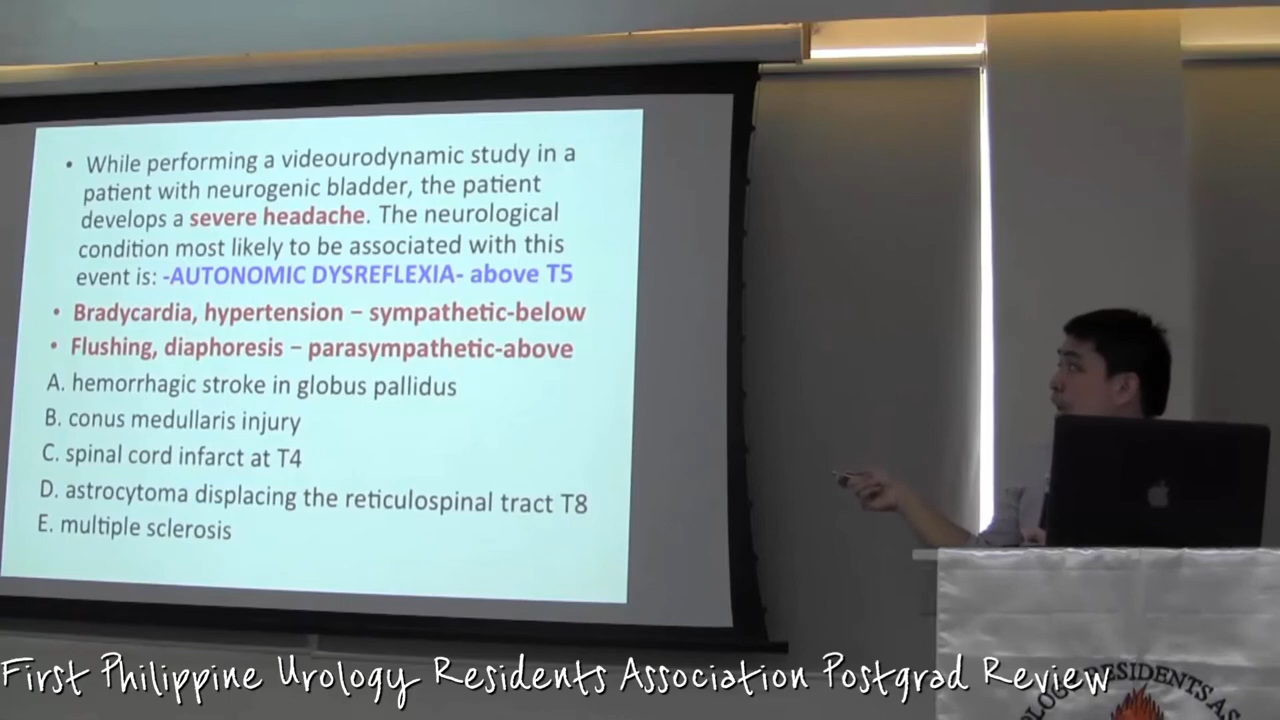 • While performing a videourodynamic study in a
patient with neurogenic bladder, the patient
develops a severe headache. The neurological
condition most likely to be associated with this
event is: -AUTONOMIC DYSREFLEXIA- above T5
• Bradycardia, hypertension – sympathetic-below
• Flushing, diaphoresis – parasympathetic-above
A. hemorrhagic stroke in globus pallidus
B. conus medullaris injury
C. spinal cord infarct at T4
D. astrocytoma displacing the reticulospinal tract T8
E. multiple sclerosis
First Philippine Urology Residents Association Postgrad Review
RESIDENTS